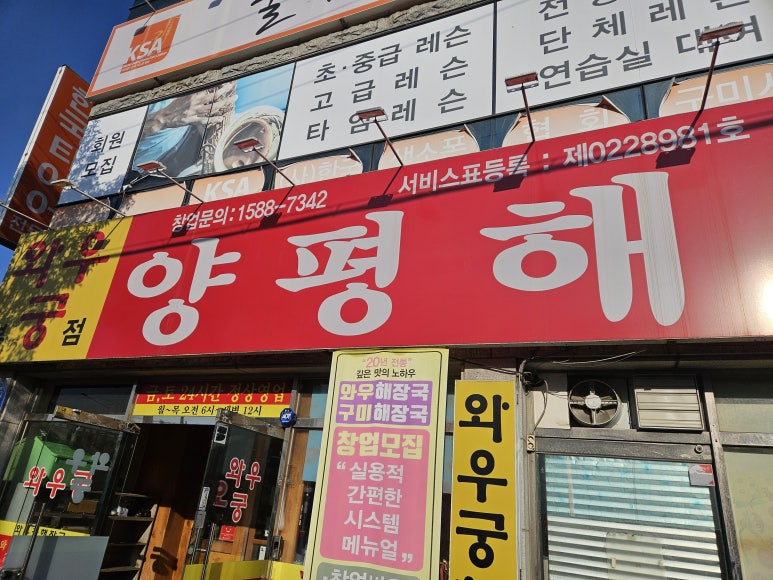 KSA
초·중급 레슨
고급레슨
타임레슨
단체레슨
연습실 대여
회원
모집
KSA
서비스표등록 : 제0228981호
창업문의:1588-7342
와우
궁
점
양평해
금,토 24시간 정상영업
월~목 오전 6시~새벽 12시
"20년 전통"
깊은 맛의 노하우
와우해장국
구미해장국
창업모집
"실용적
간편한
시스템
메뉴얼"
와우궁
와우
궁
와우
궁